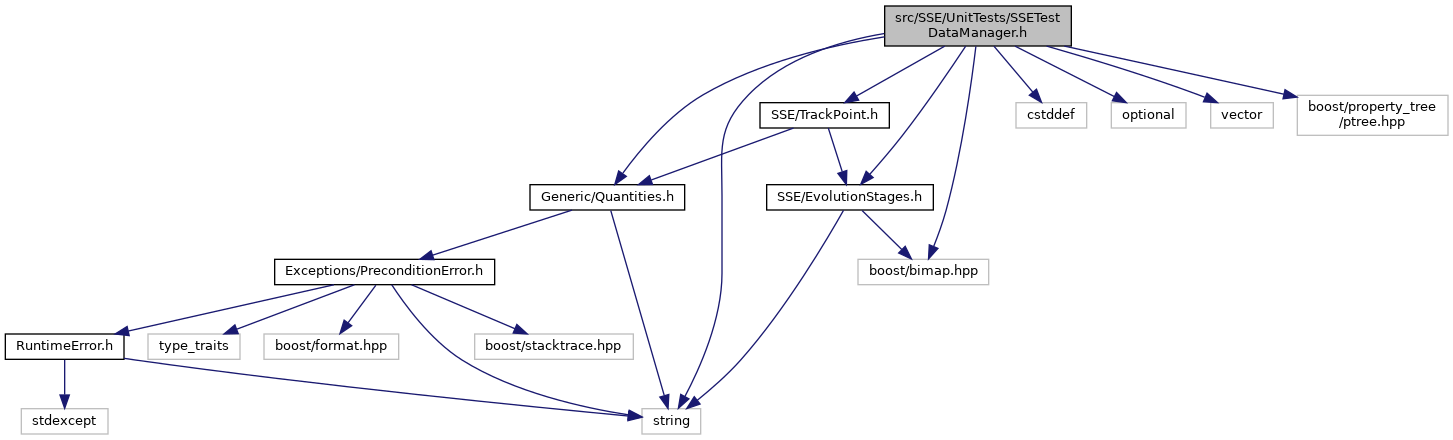 src/SSE/UnitTests/SSETest
DataManager.h
SSE/TrackPoint.h
cstddef
optional
vector
boost/property_tree
/ptree.hpp
Generic/Quantities.h
SSE/EvolutionStages.h
Exceptions/PreconditionError.h
boost/bimap.hpp
RuntimeError.h
type_traits
boost/format.hpp
boost/stacktrace.hpp
stdexcept
string